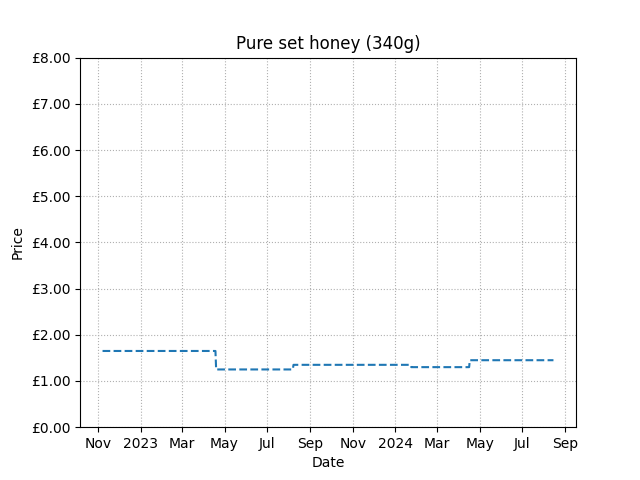 Pure set honey (340g)
£8.00
£7.00
£6.00
£5.00
£4.00
£3.00
£2.00
£1.00
£0.00
Price
Nov 2023 Mar May Jul Sep Nov 2024 Mar May Jul Sep
Date